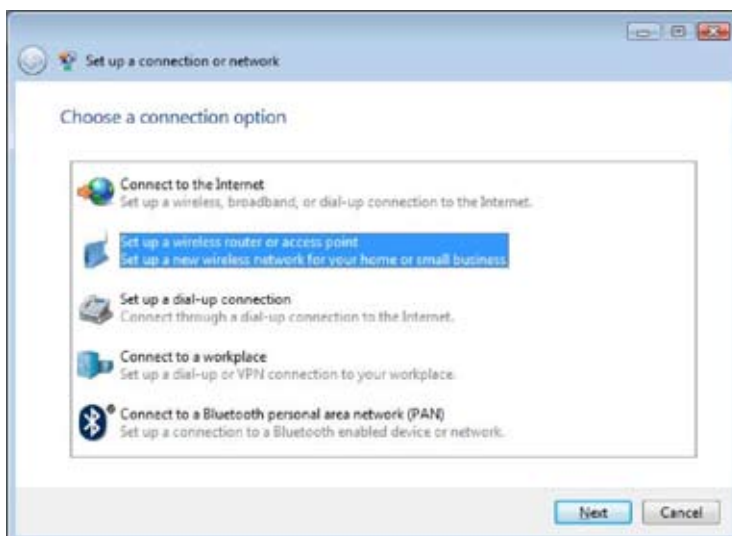 Set up a connection or network
Choose a connection option
Connect to the Internet
Set up a wireless, broadband, or dial-up connection to the Internet.
Set up a wireless router or access point
Set up a new wireless network for your home or small business.
Set up a dial-up connection
Connect through a dial-up connection to the Internet.
Connect to a workplace
Set up a dial-up or VPN connection to your workplace.
Connect to a Bluetooth personal area network (PAN)
Set up a connection to a Bluetooth enabled device or network.
Next
Cancel